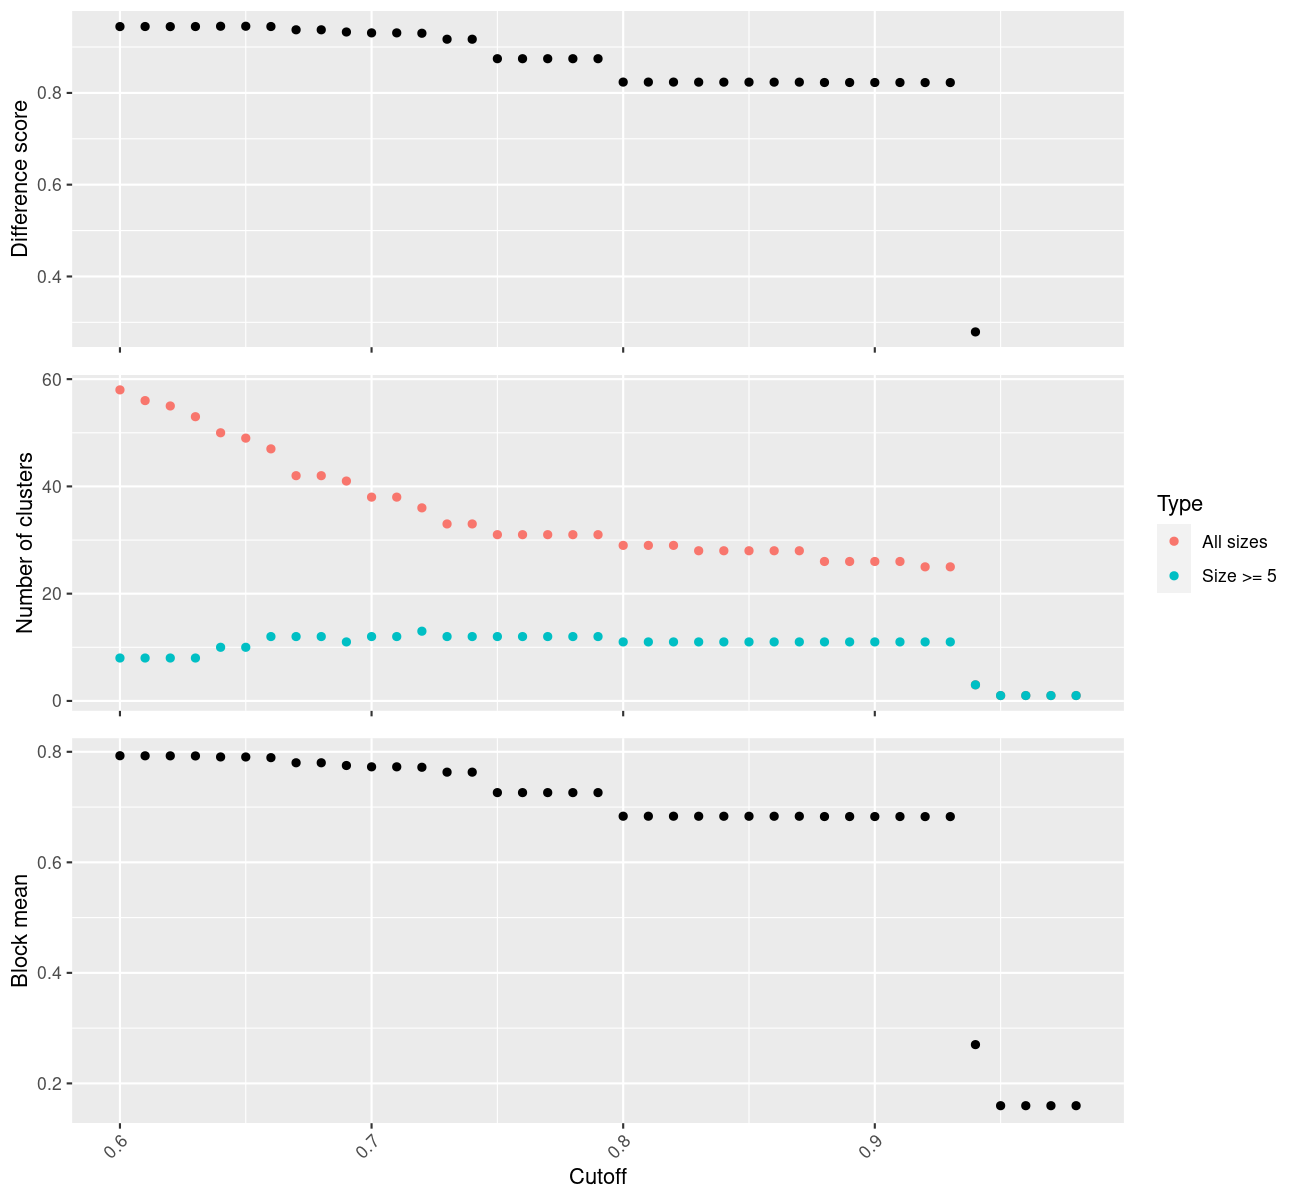 Difference score
0.8
0.6
0.4
Number of clusters
60
40
20
0
Type
All sizes
Size >= 5
Block mean
0.8
0.6
0.4
0.2
0.6
0.7
0.8
0.9
Cutoff